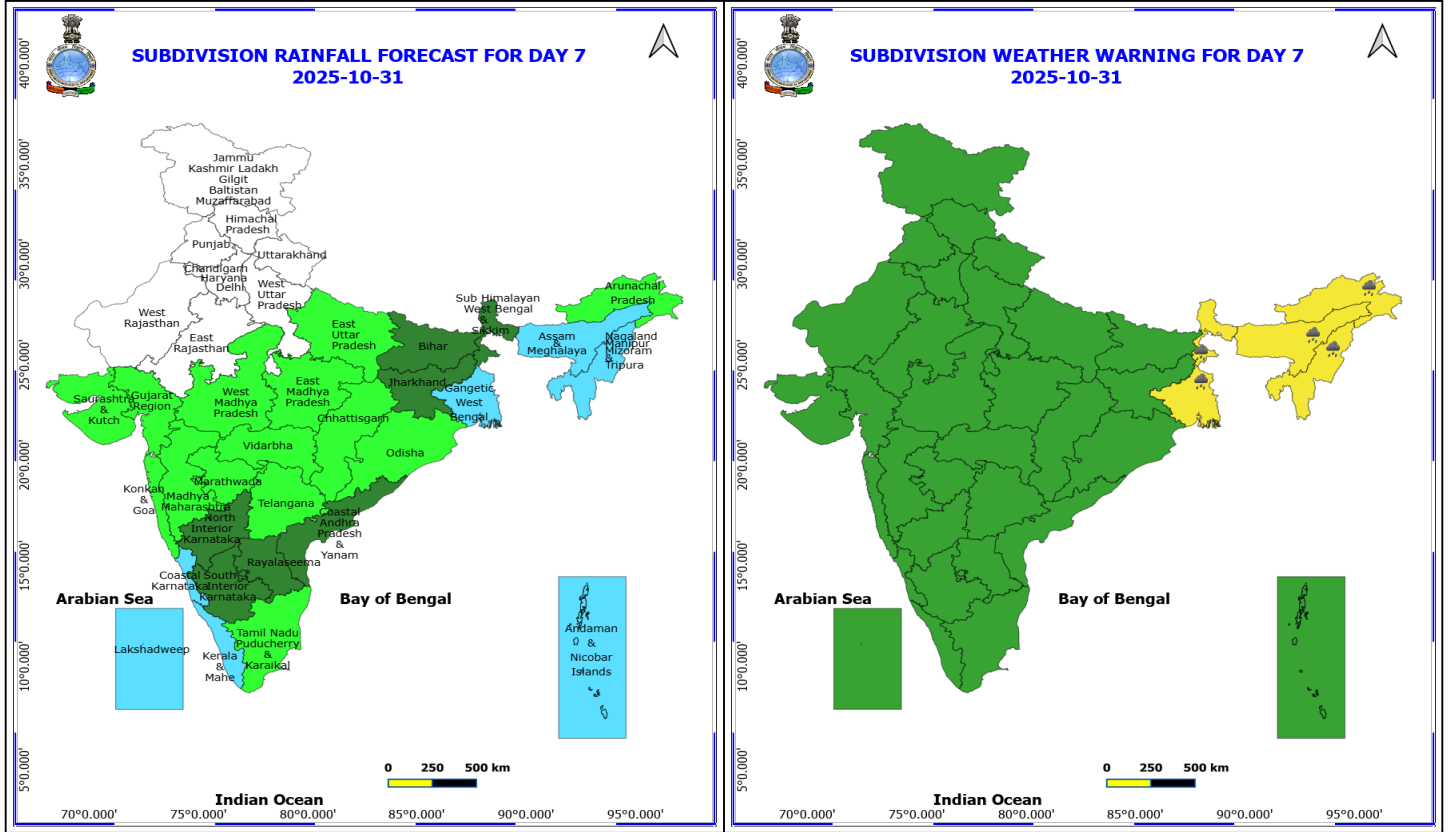 SUBDIVISION RAINFALL FORECAST FOR DAY 7
2025-10-31
40°0.000'
35°0.000'
30°0.000'
25°0.000'
20°0.000'
15°0.000'
10°0.000'
5°0.000'
Jammu
Kashmir Ladakh
Gilgit
Baltistan
Muzaffarabad
Himachal
Pradesh
Punjab
Uttarakhand
Chandigarh
Haryana
Delhi
West
Uttar
Pradesh
West
Rajasthan
East
Rajasthan
East
Uttar
Pradesh
Bihar
Sub Himalayan
West Bengal
&
Sikkim
Arunachal
Pradesh
Assam
&
Meghalaya
Nagaland
Manipur
Mizoram
&
Tripura
Jharkhand
Gangetic
West
Bengal
Saurashtra
&
Kutch
Gujarat
Region
West
Madhya
Pradesh
East
Madhya
Pradesh
Chhattisgarh
Vidarbha
Odisha
Marathwada
Konkan
&
Goa
Madhya
Maharashtra
Telangana
North
Interior
Karnataka
Coastal
Andhra
Pradesh
&
Yanam
Rayalaseema
Coastal
Karnataka
South
Interior
Karnataka
Tamil Nadu
Puducherry
&
Karaikal
Kerala
&
Mahe
Lakshadweep
Andaman
&
Nicobar
Islands
Arabian Sea
Bay of Bengal
Indian Ocean
0 250 500 km
70°0.000' 75°0.000' 80°0.000' 85°0.000' 90°0.000' 95°0.000'
SUBDIVISION WEATHER WARNING FOR DAY 7
2025-10-31
40°0.000'
35°0.000'
30°0.000'
25°0.000'
20°0.000'
15°0.000'
10°0.000'
5°0.000'
Arabian Sea
Bay of Bengal
Indian Ocean
0 250 500 km
70°0.000' 75°0.000' 80°0.000' 85°0.000' 90°0.000' 95°0.000'